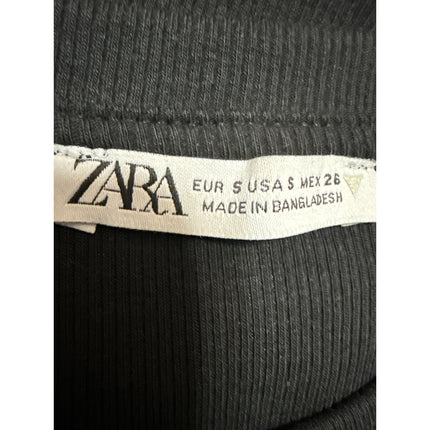 ZARA
EUR S USA S MEX 26
MADE IN BANGLADESH